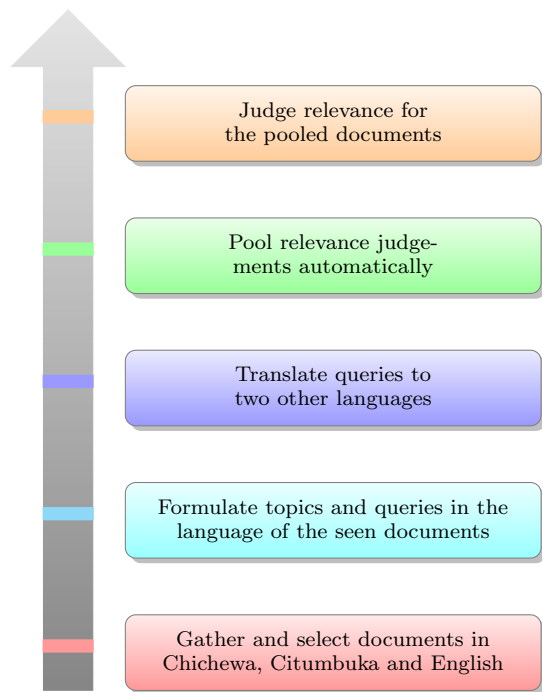 Judge relevance for
the pooled documents
Pool relevance judge-
ments automatically
Translate queries to
two other languages
Formulate topics and queries in the
language of the seen documents
Gather and select documents in
Chichewa, Citumbuka and English